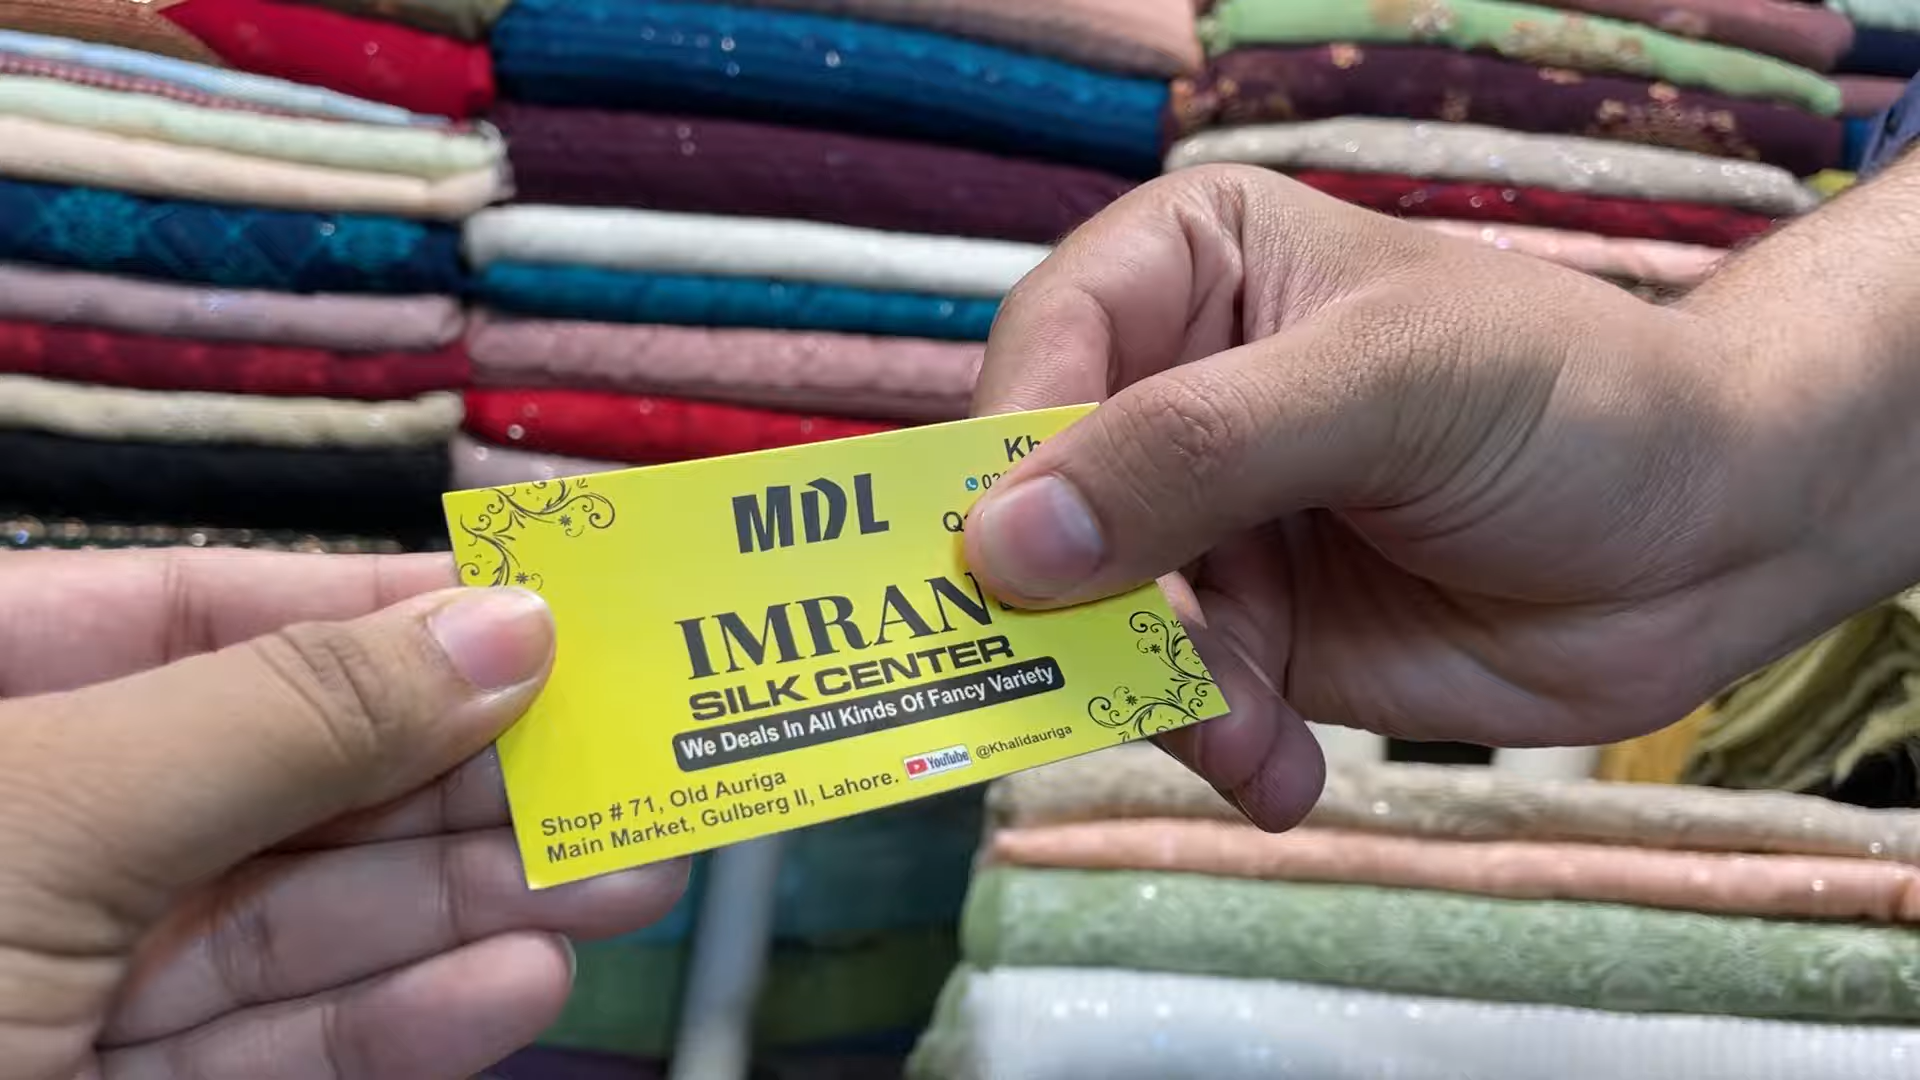 MDL
IMRAN
SILK CENTER
We Deals In All Kinds Of Fancy Variety
Shop # 71, Old Auriga
Main Market, Gulberg II, Lahore.
YouTube @Khalidauriga